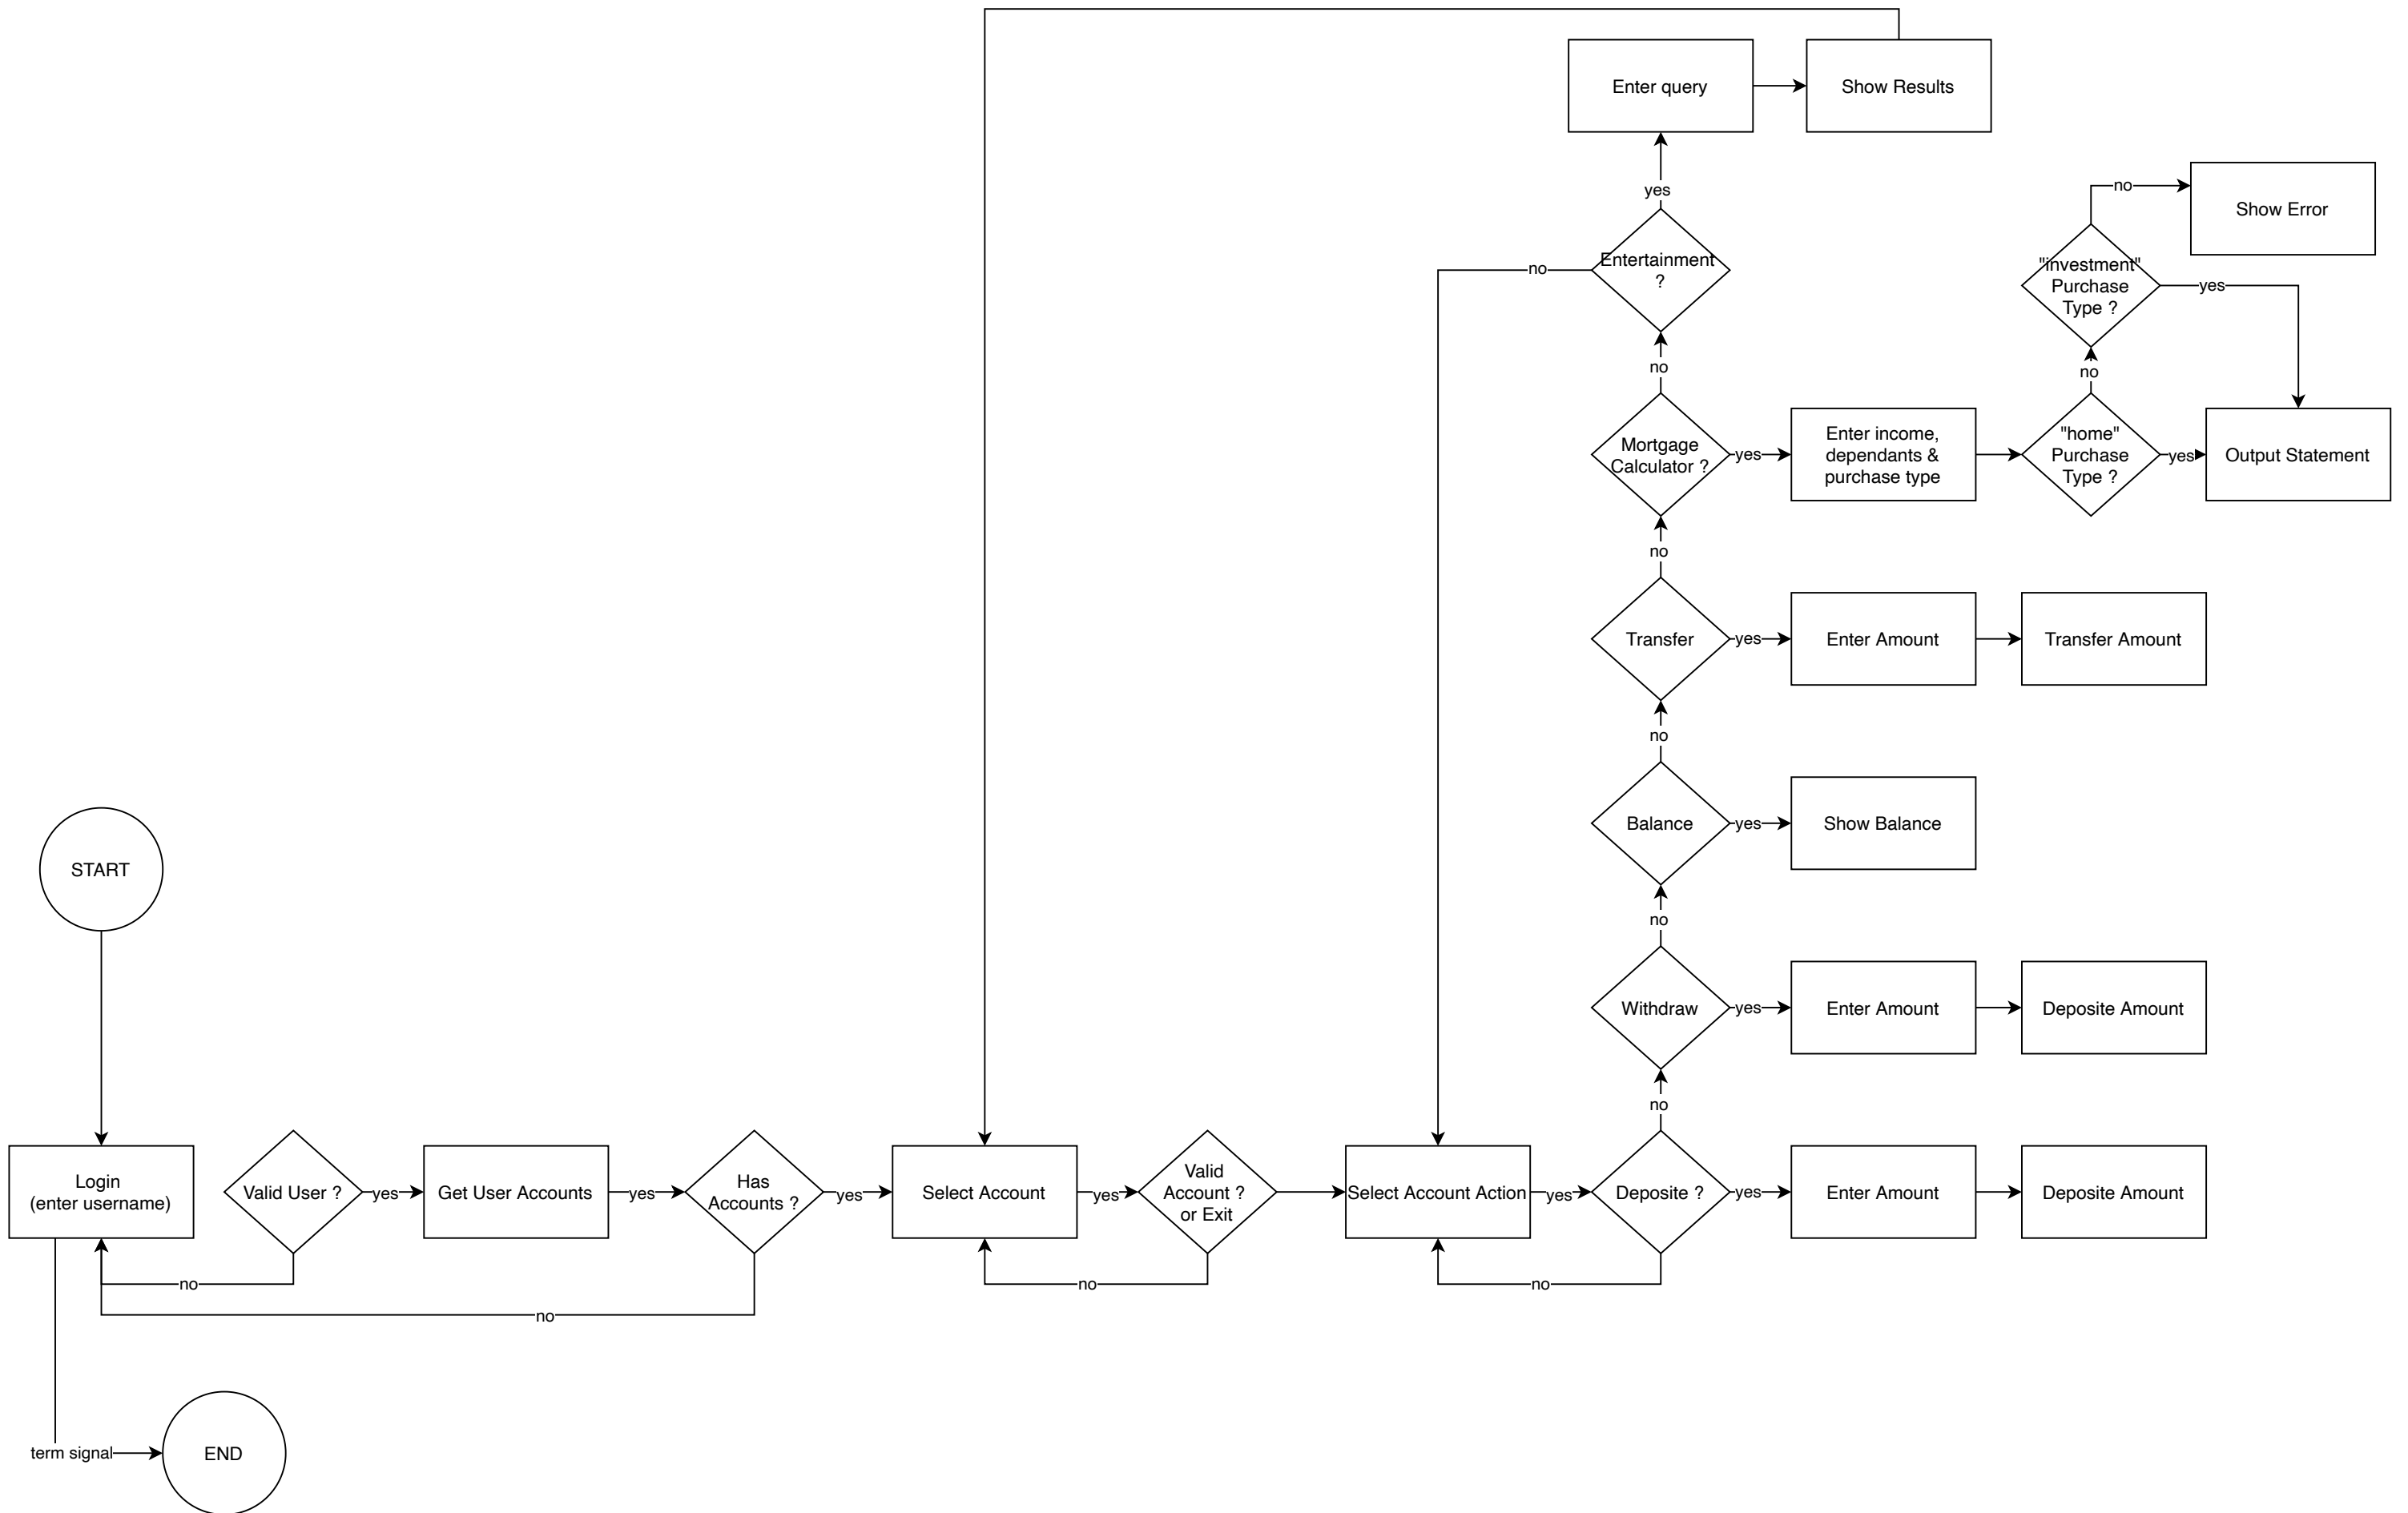 Enter query
Show Results
yes
no
Show Error
Entertainment
?
no
"investment"
Purchase
Type ?
yes
no
no
Mortgage
Calculator ?
yes
Enter income,
dependants &
purchase type
"home"
Purchase
Type ?
yes
Output Statement
no
Transfer
yes
Enter Amount
Transfer Amount
no
Balance
yes
Show Balance
START
no
Withdraw
yes
Enter Amount
Deposite Amount
no
Login
(enter username)
Valid User ?
yes
Get User Accounts
yes
Has
Accounts ?
yes
Select Account
yes
Valid
Account ?
or Exit
Select Account Action
yes
Deposite ?
yes
Enter Amount
Deposite Amount
no
no
no
no
term signal
END